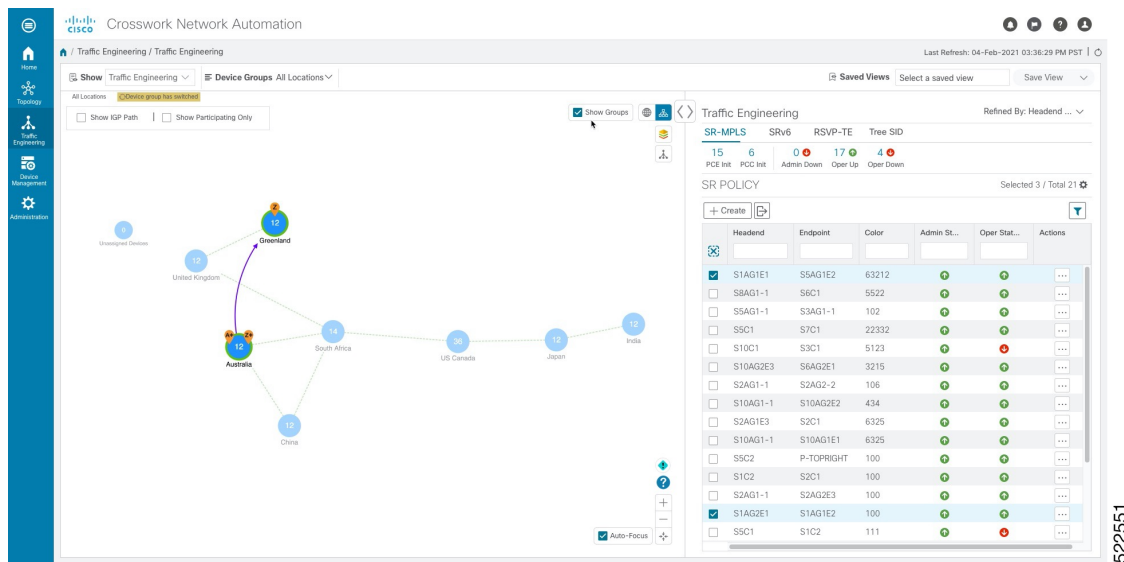 CISCO Crosswork Network Automation
Home
Topology
Traffic Engineering
Device Management
Administration
/ Traffic Engineering / Traffic Engineering
Last Refresh: 04-Feb-2021 03:36:29 PM PST
Show Traffic Engineering Device Groups All Locations
Saved Views Select a saved view Save View
All Locations Device group has switched
Show IGP Path Show Participating Only
Show Groups
Z
12
Greenland
Unassigned Devices
12
United Kingdom
A+ Z+
12
Australia
14
South Africa
36
US Canada
12
Japan
12
India
12
China
Auto-Focus
Traffic Engineering Refined By: Headend ...
SR-MPLS SRv6 RSVP-TE Tree SID
15 6 0 17 4
PCE Init PCC Init Admin Down Oper Up Oper Down
SR POLICY Selected 3 / Total 21
+ Create
Headend Endpoint Color Admin St... Oper Stat... Actions
S1AG1E1 S5AG1E2 63212 ...
S8AG1-1 S6C1 5522 ...
S5AG1-1 S3AG1-1 102 ...
S5C1 S7C1 22332 ...
S10C1 S3C1 5123 ...
S10AG2E3 S6AG2E1 3215 ...
S2AG1-1 S2AG2-2 106 ...
S10AG1-1 S10AG2E2 434 ...
S2AG1E3 S2C1 6325 ...
S10AG1-1 S10AG1E1 6325 ...
S5C2 P-TOPRIGHT 100 ...
S1C2 S2C1 100 ...
S2AG1-1 S2AG2E3 100 ...
S1AG2E1 S1AG1E2 100 ...
S5C1 S1C2 111 ...
522551